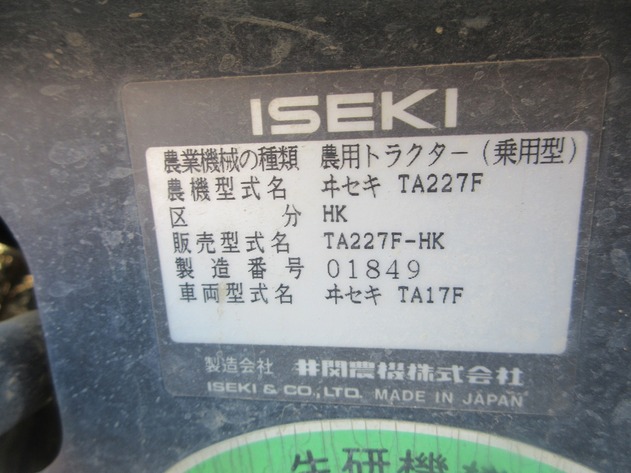 ISEKI
農業機械の種類 農用トラクター(乗用型)
農機型式名 ヰセキ TA227F
区分 HK
販売型式名 TA227F-HK
製造番号 01849
車両型式名 ヰセキ TA17F
製造会社 井関農機株式会社
ISEKI & CO., LTD. MADE IN JAPAN
研機